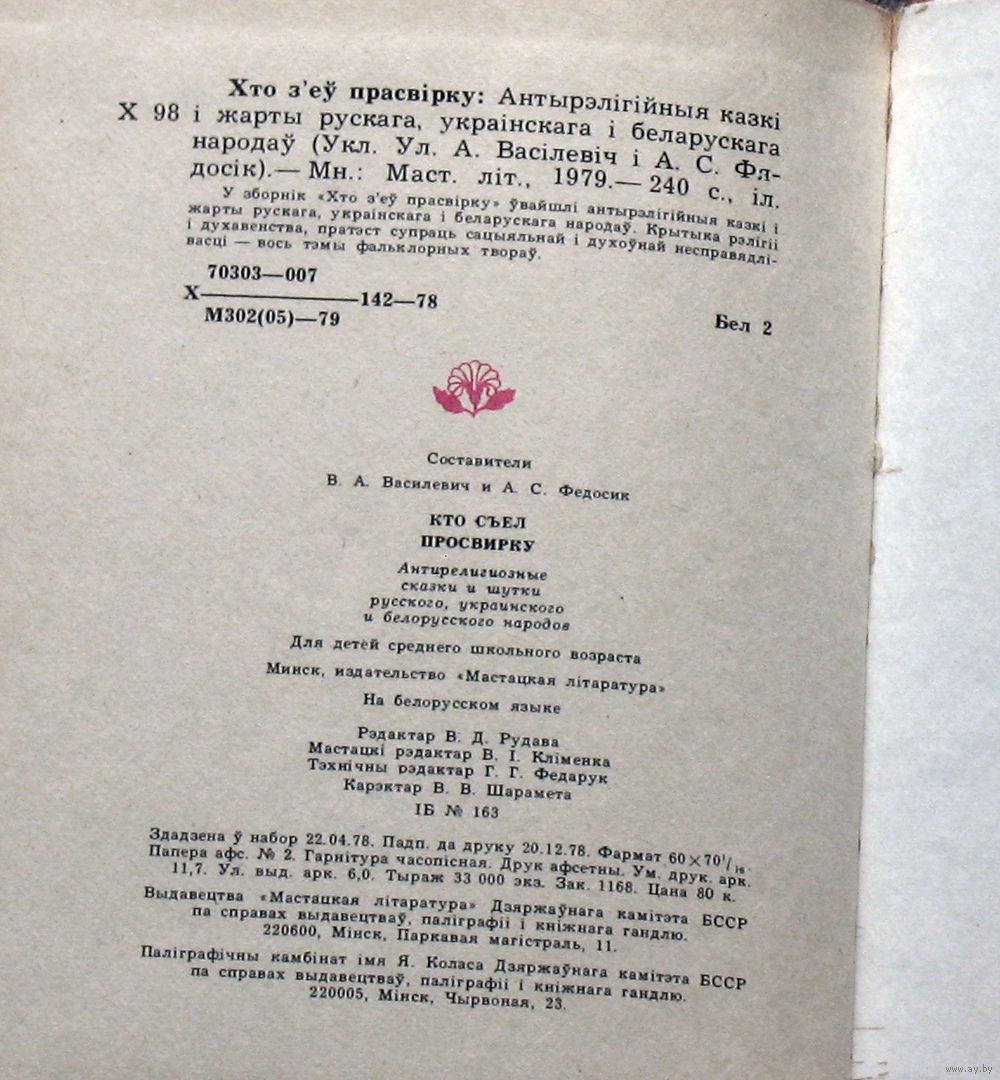 Хто з'еў прасвірку: Антырэлігійныя казкі
Х 98 і жарты рускага, украінскага і беларускага
народаў (Укл. Ул. А. Васілевіч і А. С. Фя-
досік).— Мн.: Маст. літ., 1979.— 240 с., іл.
У зборнік «Хто з'еў прасвірку» ўвайшлі антырэлігійныя казкі і
жарты рускага, украінскага і беларускага народаў. Крытыка рэлігіі
і духавенства, пратэст супраць сацыяльнай і духоўнай несправядлі-
васці — вось тэмы фальклорных твораў.
70303—007
Х—————142—78
М302(05)—79
Бел 2
Составители
В. А. Василевич и А. С. Федосик
КТО СЪЕЛ
ПРОСВИРКУ
Антирелигиозные
сказки и шутки
русского, украинского
и белорусского народов
Для детей среднего школьного возраста
Минск, издательство «Мастацкая літаратура»
На белорусском языке
Рэдактар В. Д. Рудава
Мастацкі рэдактар В. І. Кліменка
Тэхнічны рэдактар Г. Г. Федарук
Карэктар В. В. Шарамета
ІБ № 163
Здадзена ў набор 22.04.78. Падп. да друку 20.12.78. Фармат 60×70¹/₁₆.
Папера афс. № 2. Гарнітура часопісная. Друк афсетны. Ум. друк. арк.
11,7. Ул. выд. арк. 6,0. Тыраж 33 000 экз. Зак. 1168. Цана 80 к.
Выдавецтва «Мастацкая літаратура» Дзяржаўнага камітэта БССР
па справах выдавецтваў, паліграфіі і кніжнага гандлю.
220600, Мінск, Паркавая магістраль, 11.
Паліграфічны камбінат імя Я. Коласа Дзяржаўнага камітэта БССР
па справах выдавецтваў, паліграфіі і кніжнага гандлю.
220005, Мінск, Чырвоная, 23.
www.ay.by